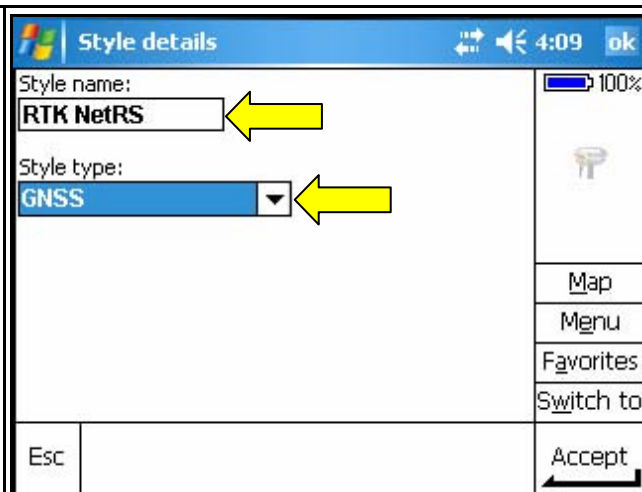 Style details 4:09 ok
Style name:
RTK NetRS
100%
Style type:
GNSS
Map
Menu
Favorites
Switch to
Esc
Accept